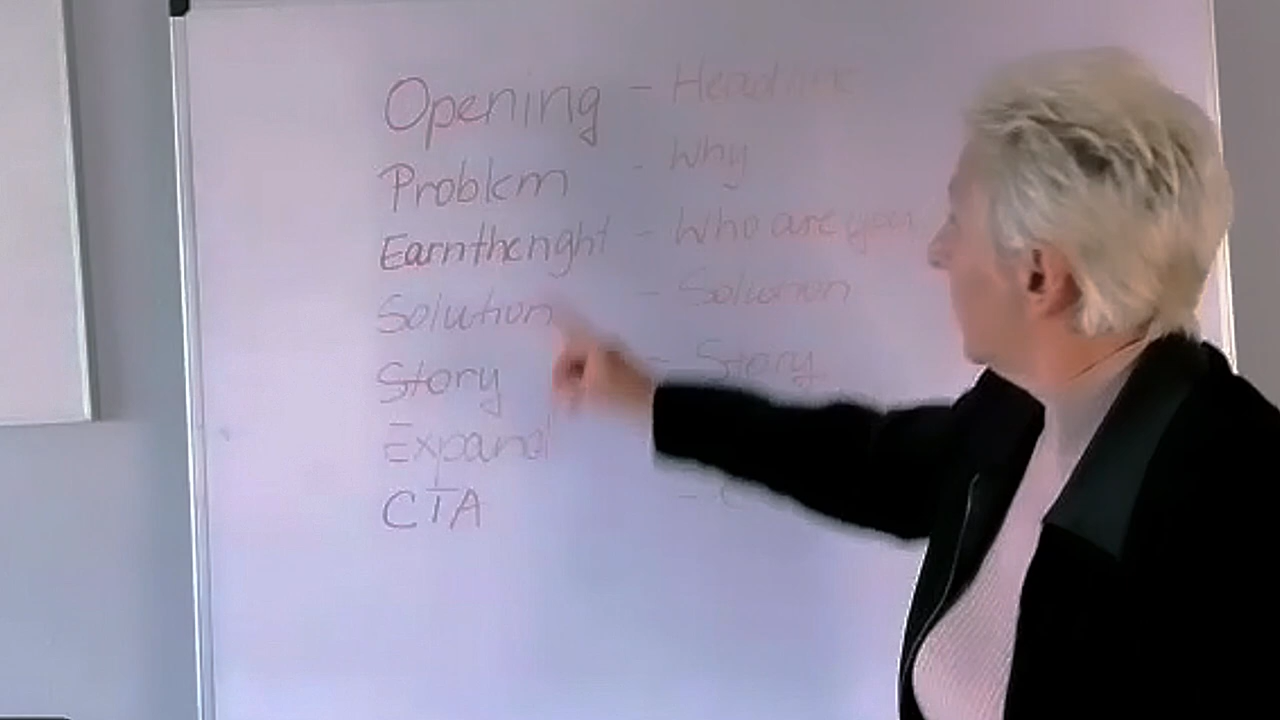 Opening - Headline
Problem - Why
Earn the right - Who are you
Solution - Solution
Story - Story
Expand
CTA -